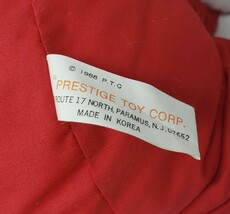 © 1986 P.T.C
PRESTIGE TOY CORP.
ROUTE 17 NORTH, PARAMUS, N.J. 07652
MADE IN KOREA